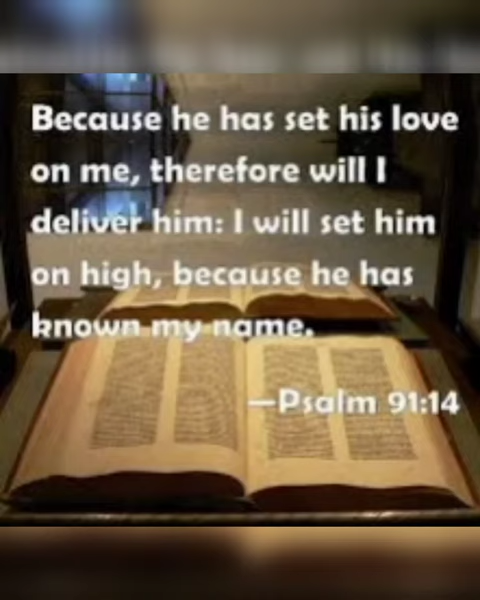 Because he has set his love
on me, therefore will I
deliver him: I will set him
on high, because he has
known my name.
—Psalm 91:14